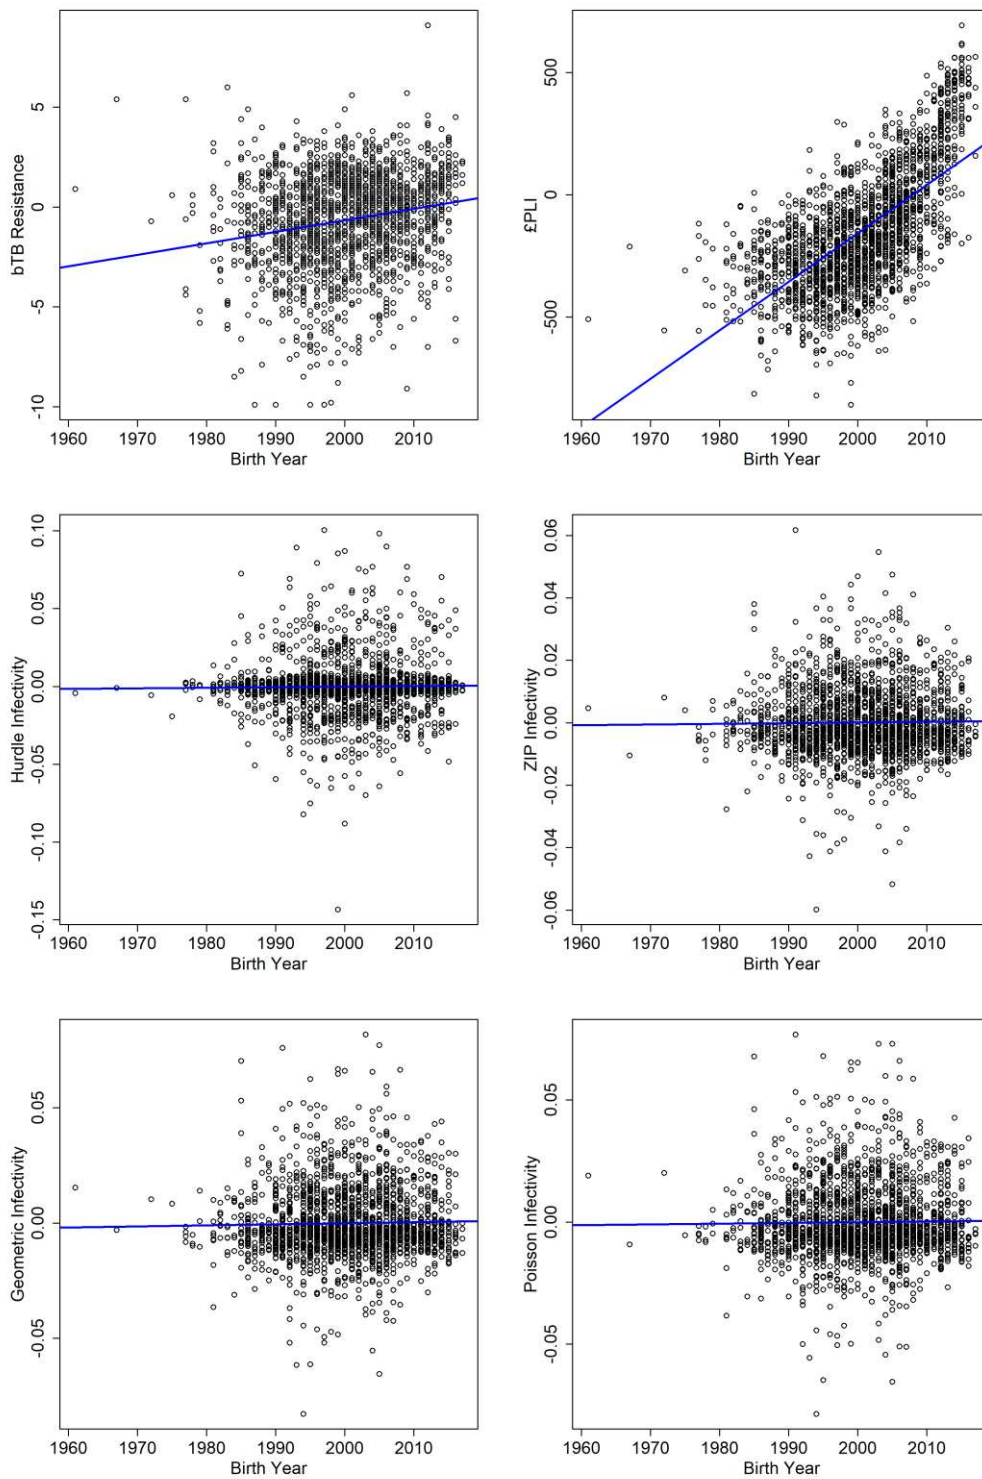 5
0
-5
-10
bTB Resistance
1960 1970 1980 1990 2000 2010
Birth Year
500
0
-500
£PLI
1960 1970 1980 1990 2000 2010
Birth Year
0.10
0.05
0.00
-0.05
-0.10
-0.15
Hurdle Infectivity
1960 1970 1980 1990 2000 2010
Birth Year
0.06
0.04
0.02
0.00
-0.02
-0.04
-0.06
ZIP Infectivity
1960 1970 1980 1990 2000 2010
Birth Year
0.05
0.00
-0.05
Geometric Infectivity
1960 1970 1980 1990 2000 2010
Birth Year
0.05
0.00
-0.05
Poisson Infectivity
1960 1970 1980 1990 2000 2010
Birth Year